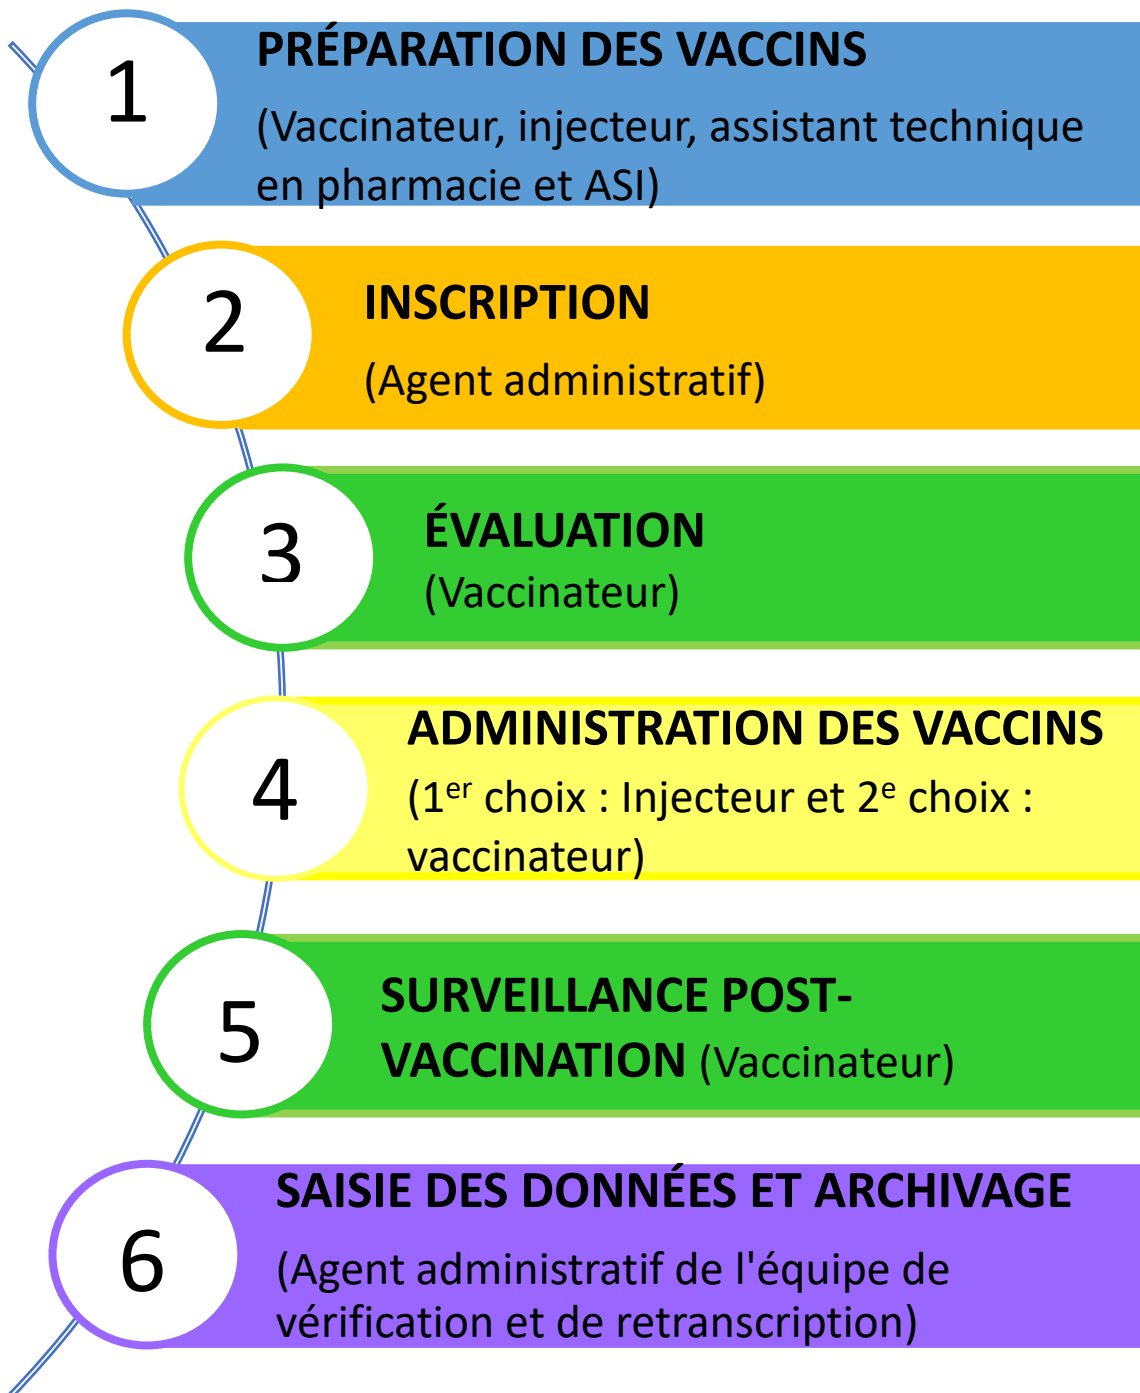 1
PRÉPARATION DES VACCINS
(Vaccinateur, injecteur, assistant technique
en pharmacie et ASI)
2
INSCRIPTION
(Agent administratif)
3
ÉVALUATION
(Vaccinateur)
4
ADMINISTRATION DES VACCINS
(1er choix : Injecteur et 2e choix :
vaccinateur)
5
SURVEILLANCE POST-
VACCINATION (Vaccinateur)
6
SAISIE DES DONNÉES ET ARCHIVAGE
(Agent administratif de l'équipe de
vérification et de retranscription)